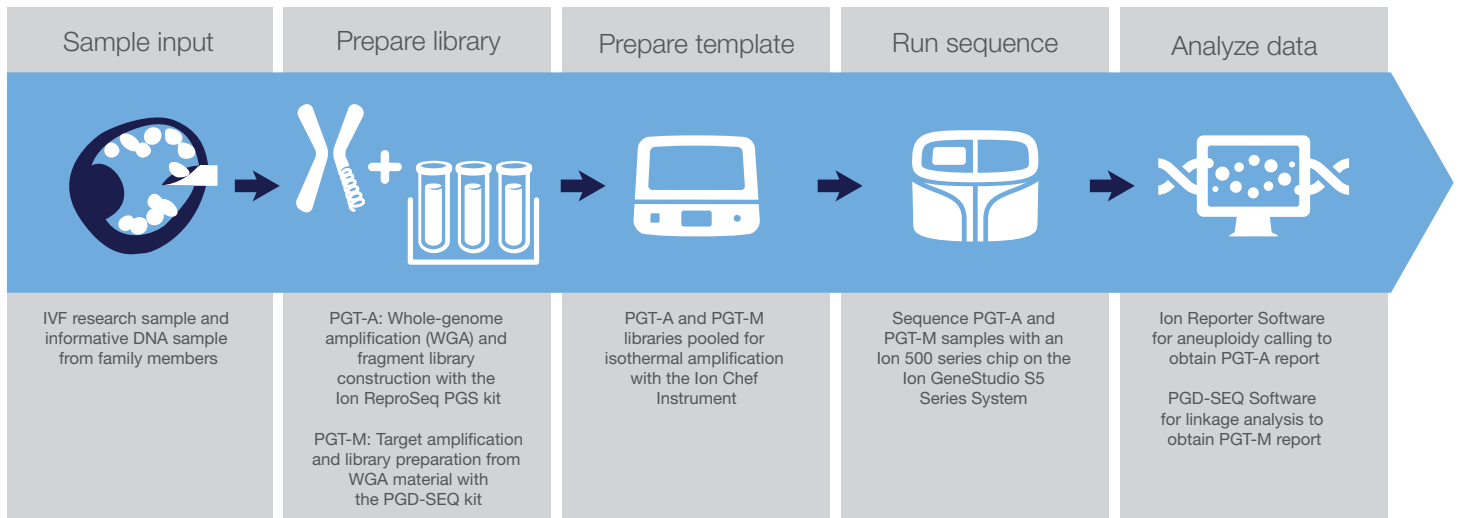 Sample input
IVF research sample and
informative DNA sample
from family members
Prepare library
PGT-A: Whole-genome
amplification (WGA) and
fragment library
construction with the
Ion ReproSeq PGS kit
PGT-M: Target amplification
and library preparation from
WGA material with
the PGD-SEQ kit
Prepare template
PGT-A and PGT-M
libraries pooled for
isothermal amplification
with the Ion Chef
Instrument
Run sequence
Sequence PGT-A and
PGT-M samples with an
Ion 500 series chip on the
Ion GeneStudio S5
Series System
Analyze data
Ion Reporter Software
for aneuploidy calling to
obtain PGT-A report
PGD-SEQ Software
for linkage analysis to
obtain PGT-M report